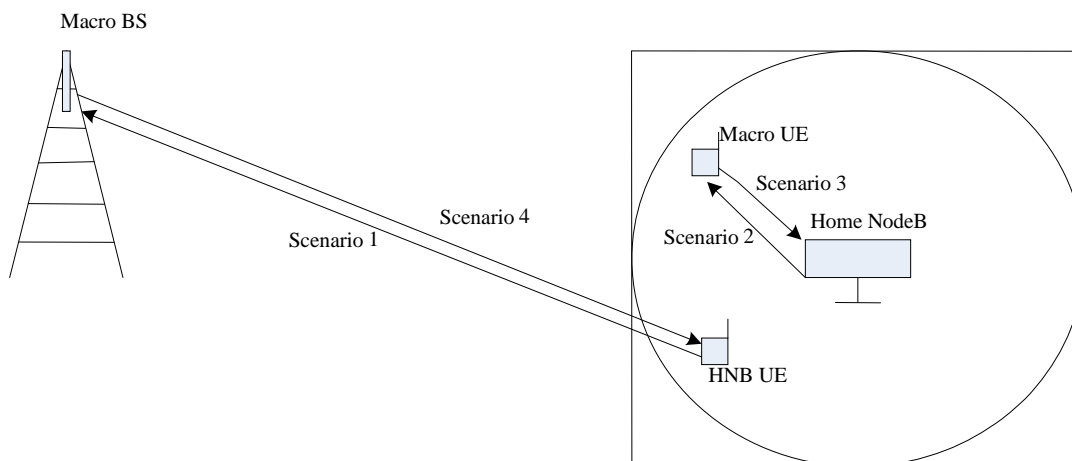 Macro BS
Macro UE
Scenario 3
Scenario 4
Home NodeB
Scenario 2
Scenario 1
HNB UE